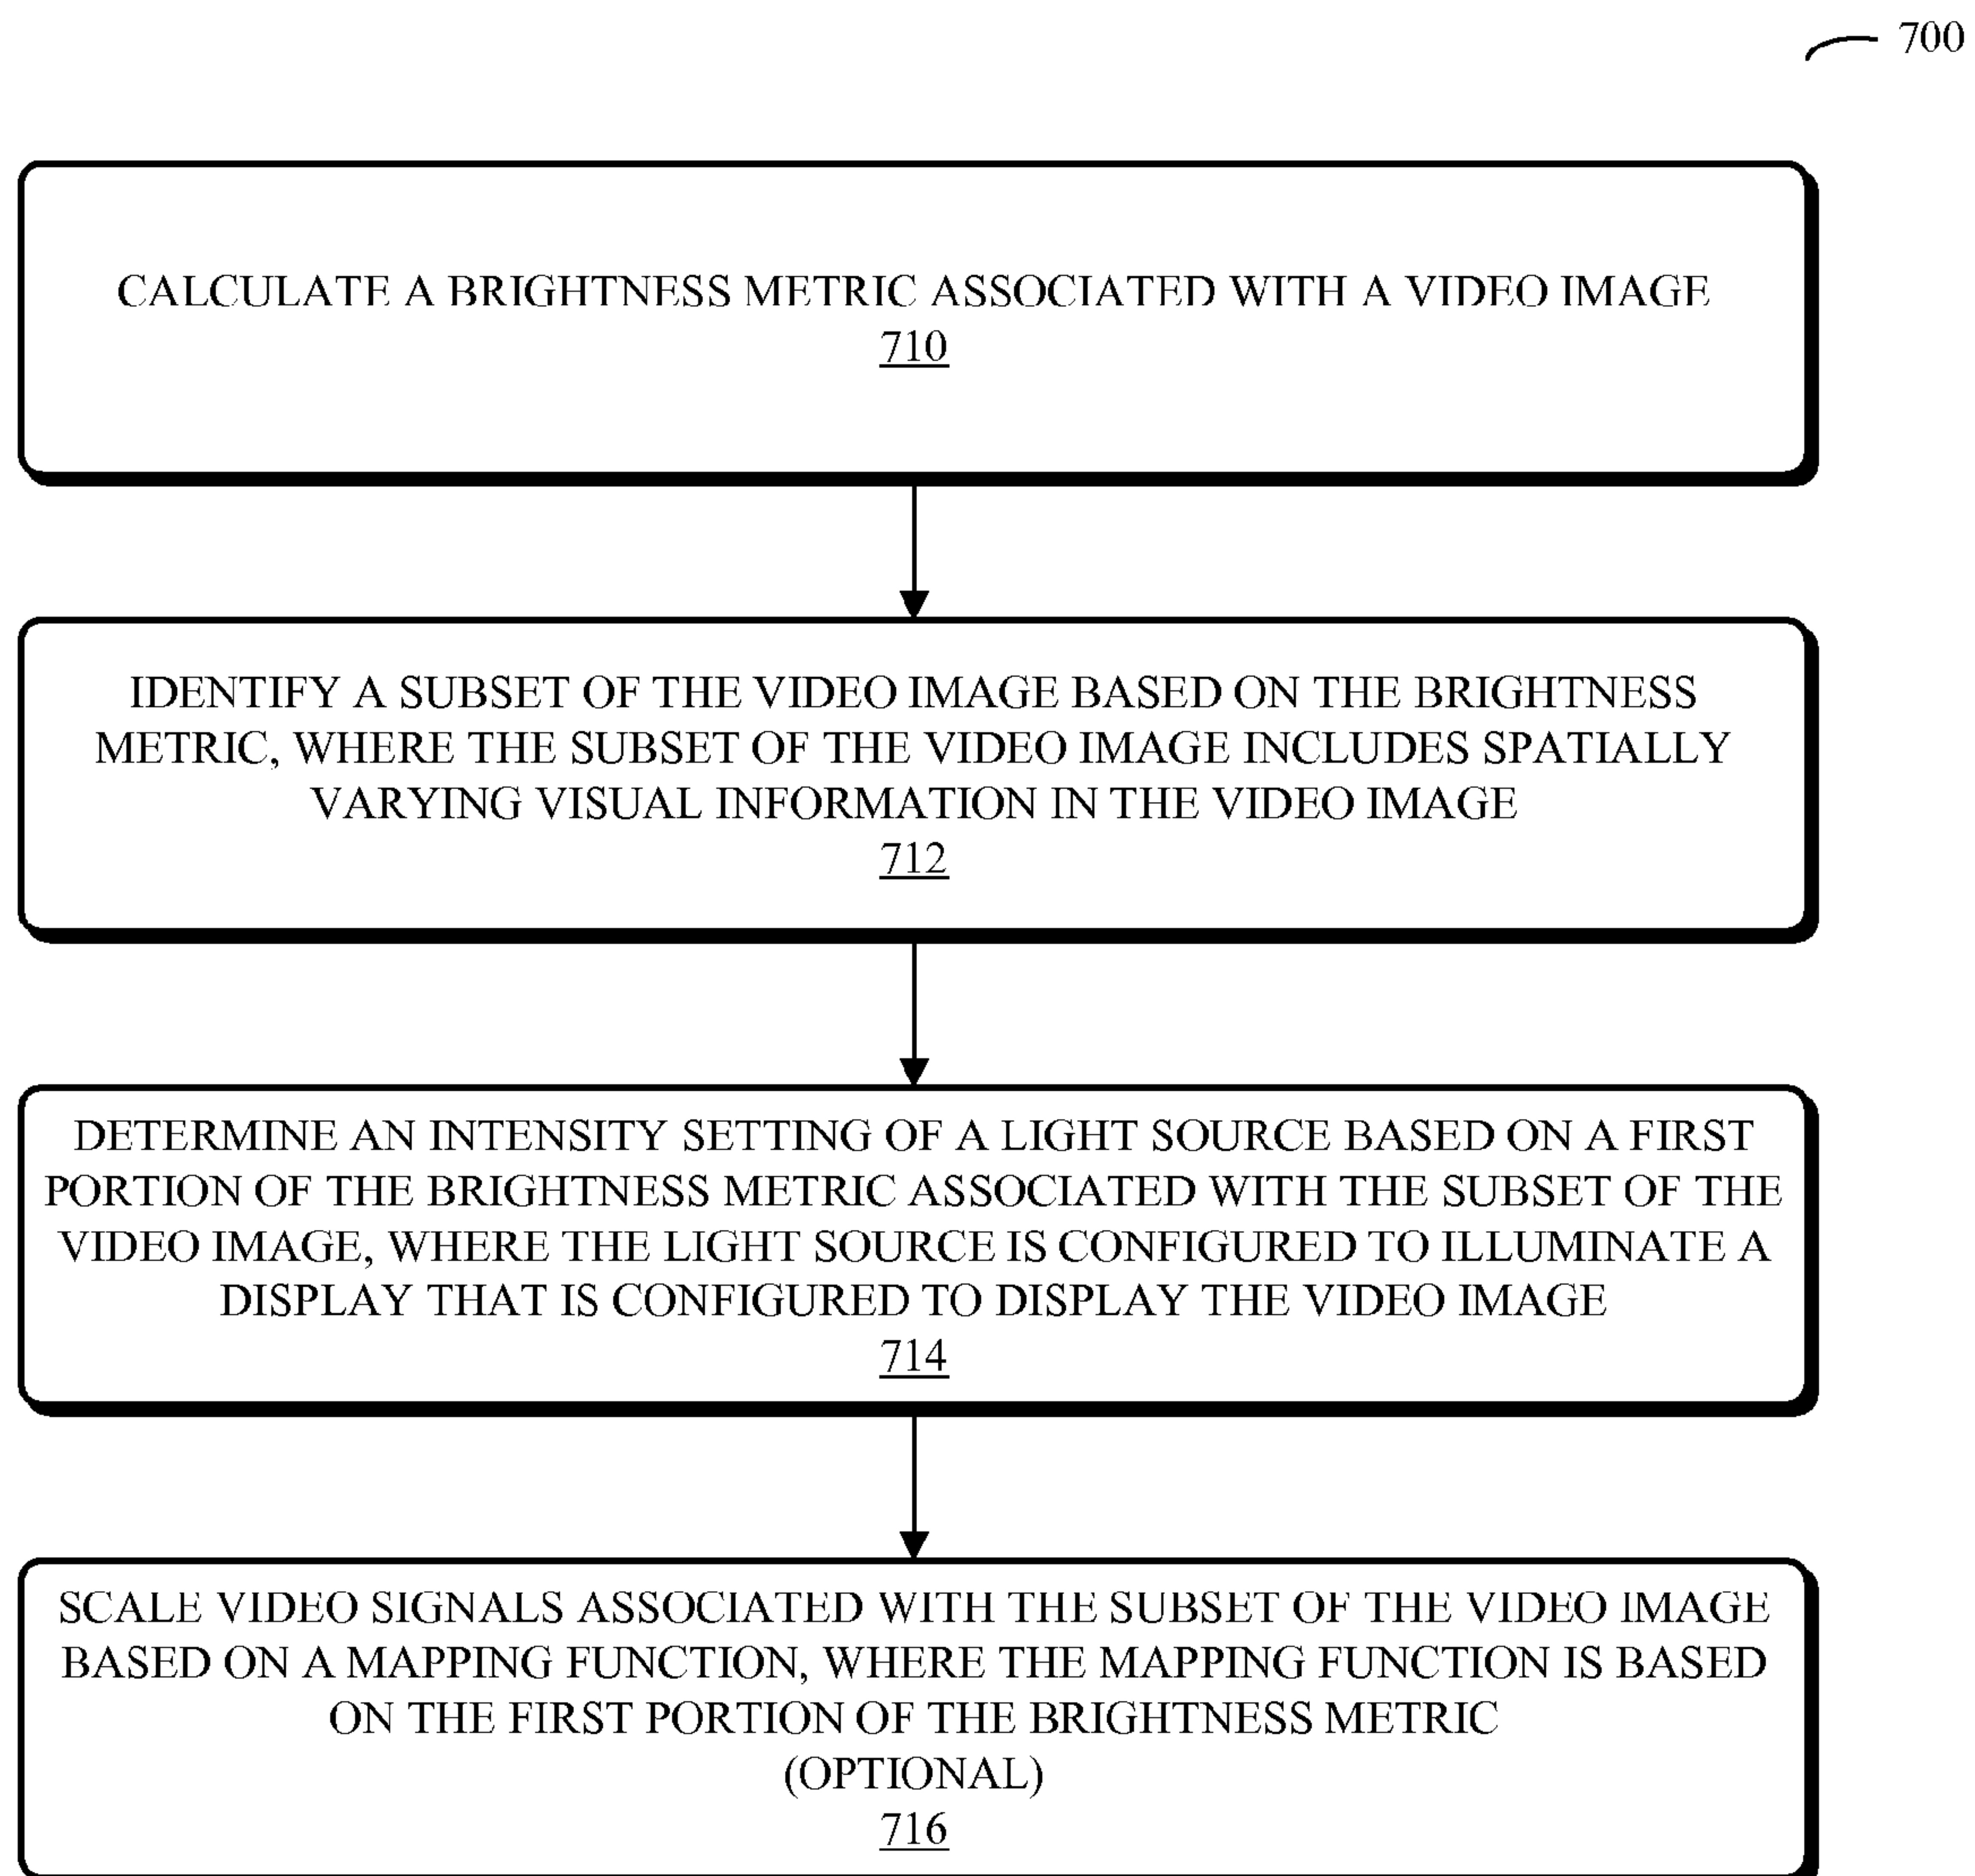 700
CALCULATE A BRIGHTNESS METRIC ASSOCIATED WITH A VIDEO IMAGE
710
IDENTIFY A SUBSET OF THE VIDEO IMAGE BASED ON THE BRIGHTNESS
METRIC, WHERE THE SUBSET OF THE VIDEO IMAGE INCLUDES SPATIALLY
VARYING VISUAL INFORMATION IN THE VIDEO IMAGE
712
DETERMINE AN INTENSITY SETTING OF A LIGHT SOURCE BASED ON A FIRST
PORTION OF THE BRIGHTNESS METRIC ASSOCIATED WITH THE SUBSET OF THE
VIDEO IMAGE, WHERE THE LIGHT SOURCE IS CONFIGURED TO ILLUMINATE A
DISPLAY THAT IS CONFIGURED TO DISPLAY THE VIDEO IMAGE
714
SCALE VIDEO SIGNALS ASSOCIATED WITH THE SUBSET OF THE VIDEO IMAGE
BASED ON A MAPPING FUNCTION, WHERE THE MAPPING FUNCTION IS BASED
ON THE FIRST PORTION OF THE BRIGHTNESS METRIC
(OPTIONAL)
716